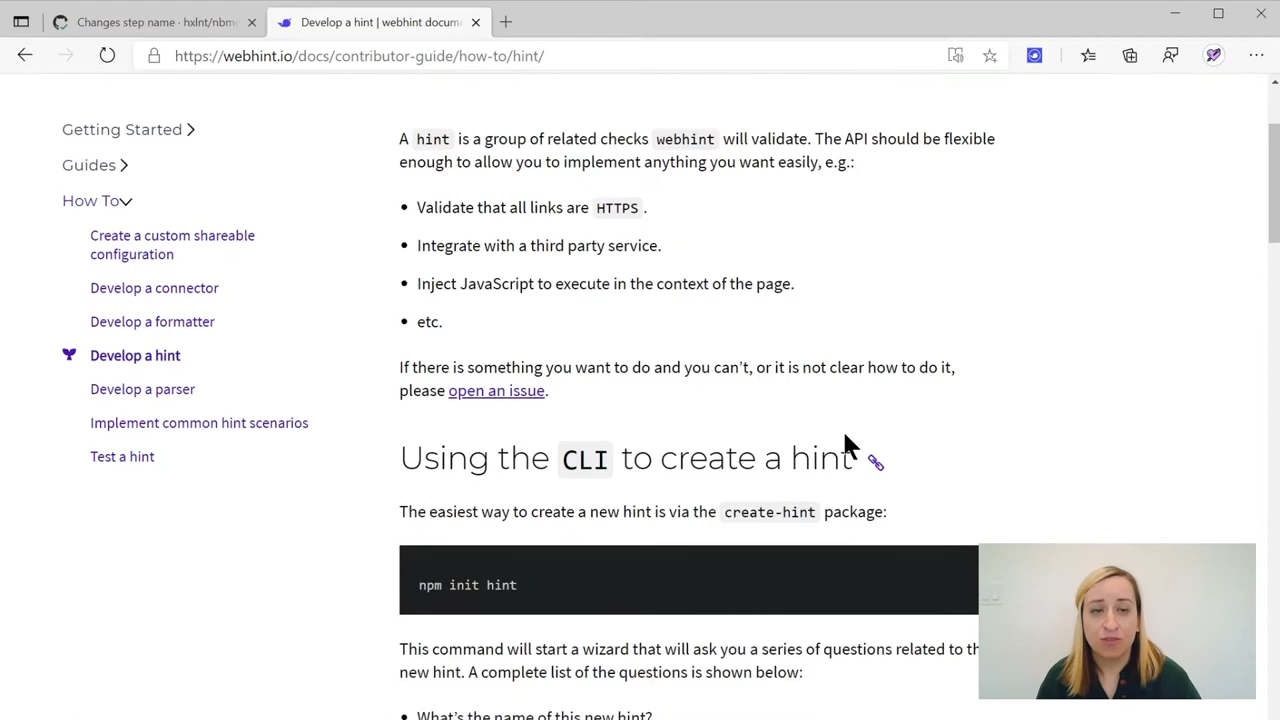 Changes step name · hxlnt/nbm
Develop a hint | webhint docum
https://webhint.io/docs/contributor-guide/how-to/hint/
Getting Started
Guides
How To
Create a custom shareable
configuration
Develop a connector
Develop a formatter
Develop a hint
Develop a parser
Implement common hint scenarios
Test a hint
A hint is a group of related checks webhint will validate. The API should be flexible
enough to allow you to implement anything you want easily, e.g.:
• Validate that all links are HTTPS.
• Integrate with a third party service.
• Inject JavaScript to execute in the context of the page.
• etc.
If there is something you want to do and you can’t, or it is not clear how to do it,
please open an issue.
Using the CLI to create a hint
The easiest way to create a new hint is via the create-hint package:
npm init hint
This command will start a wizard that will ask you a series of questions related to th
new hint. A complete list of the questions is shown below:
• What’s the name of this new hint?